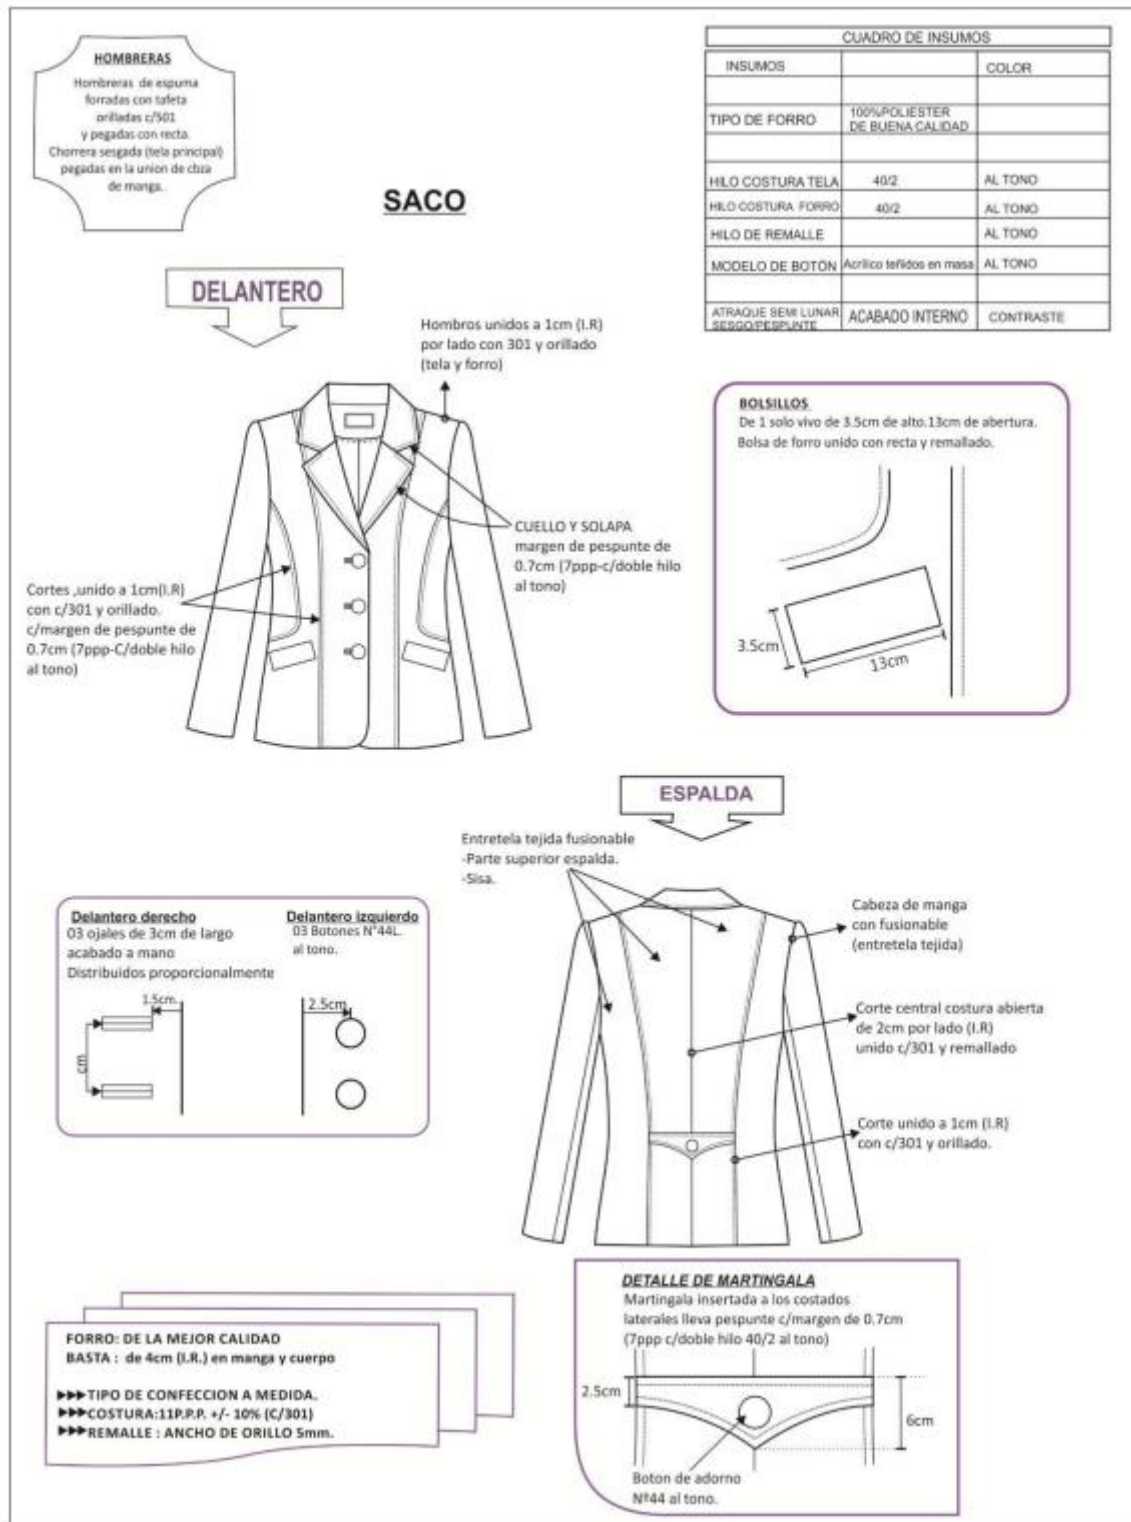 HOMBRERAS
Hombreras de espuma
forradas con tafeta
orilladas c/501
y pegadas con recta.
Chorrera sesgada (tela principal)
pegadas en la union de cbza
de manga.
CUADRO DE INSUMOS
INSUMOS COLOR
TIPO DE FORRO 100%POLIESTER DE BUENA CALIDAD
HILO COSTURA TELA 40/2 AL TONO
HILO COSTURA FORRO 40/2 AL TONO
HILO DE REMALLE AL TONO
MODELO DE BOTÓN Acrílico teñidos en masa AL TONO
ATRAQUE SEMI LUNAR SESGO/PESPUNTE ACABADO INTERNO CONTRASTE
SACO
DELANTERO
Hombros unidos a 1cm (I.R)
por lado con 301 y orillado
(tela y forro)
CUELLO Y SOLAPA
margen de pespunte de
0.7cm (7ppp-c/doble hilo
al tono)
Cortes ,unido a 1cm(I.R)
con c/301 y orillado.
c/margen de pespunte de
0.7cm (7ppp-C/doble hilo
al tono)
BOLSILLOS
De 1 solo vivo de 3.5cm de alto.13cm de abertura.
Bolsa de forro unido con recta y remallado.
3.5cm
13cm
ESPALDA
Entretela tejida fusionable
-Parte superior espalda.
-Sisa.
Cabeza de manga
con fusionable
(entretela tejida)
Corte central costura abierta
de 2cm por lado (I.R)
unido c/301 y remallado
Corte unido a 1cm (I.R)
con c/301 y orillado.
Delantero derecho
03 ojales de 3cm de largo
acabado a mano
Distribuidos proporcionalmente
Delantero izquierdo
03 Botones N°44L.
al tono.
1.5cm.
2.5cm
cm
FORRO: DE LA MEJOR CALIDAD
BASTA : de 4cm (I.R.) en manga y cuerpo
▶▶▶TIPO DE CONFECCION A MEDIDA.
▶▶▶COSTURA:11P.P.P. +/- 10% (C/301)
▶▶▶REMALLE : ANCHO DE ORILLO 5mm.
DETALLE DE MARTINGALA
Martingala insertada a los costados
laterales lleva pespunte c/margen de 0.7cm
(7ppp c/doble hilo 40/2 al tono)
2.5cm
6cm
Boton de adorno
Nº44 al tono.